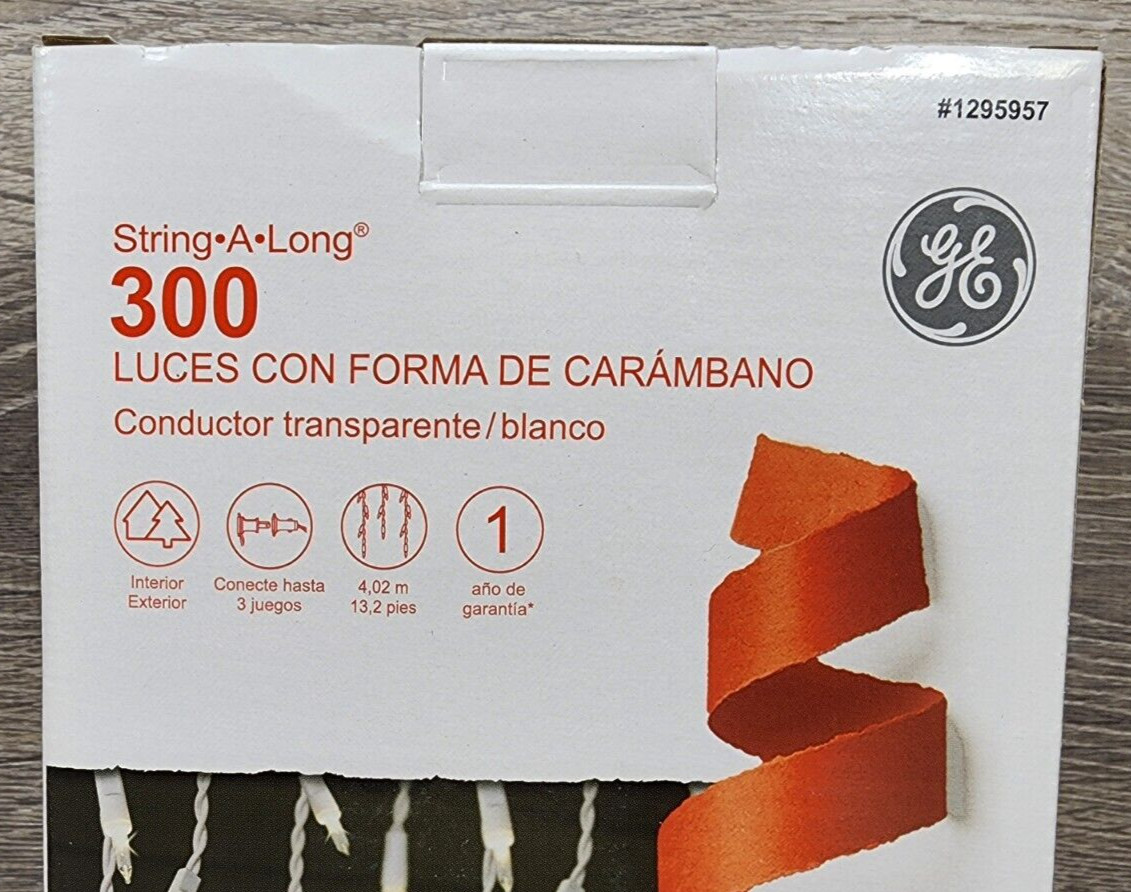 #1295957
GE
String•A•Long®
300
LUCES CON FORMA DE CARÁMBANO
Conductor transparente/blanco
Interior
Exterior
Conecte hasta
3 juegos
4,02 m
13,2 pies
1
año de
garantía*